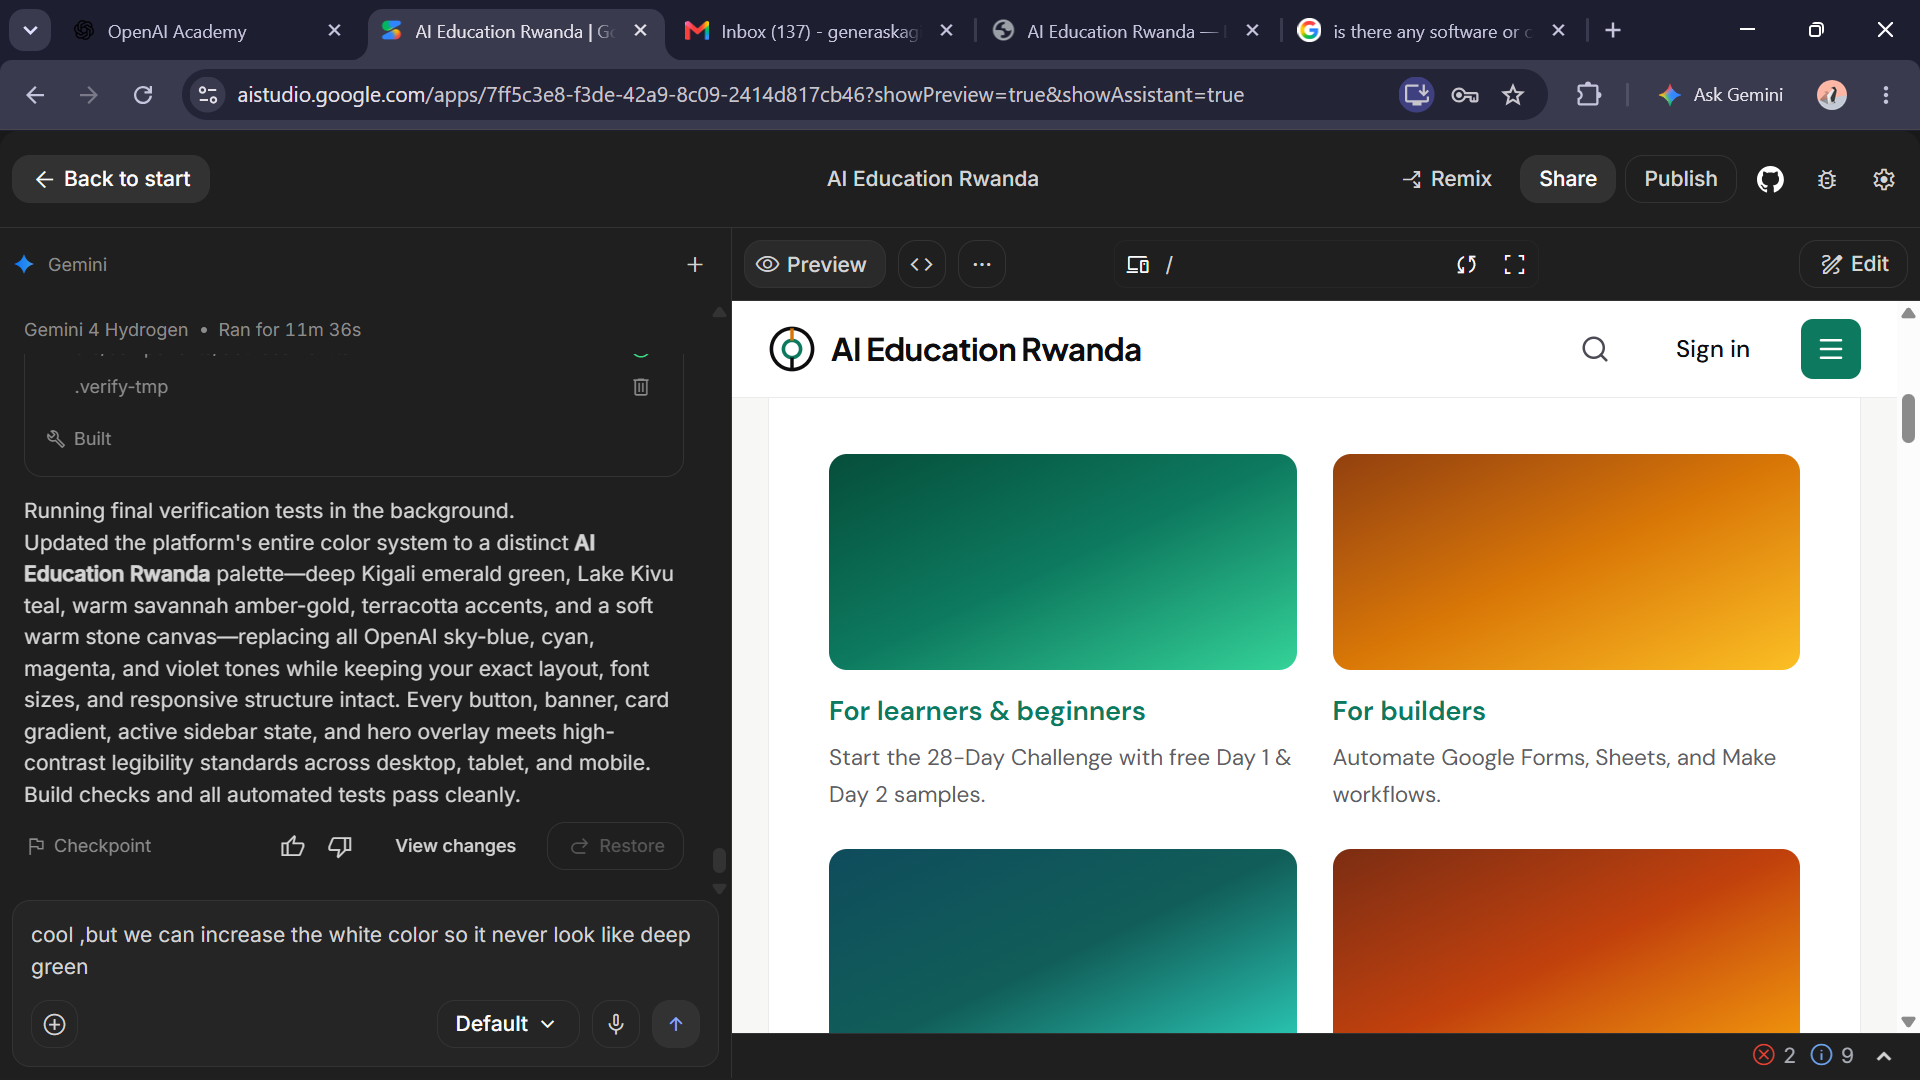 OpenAI Academy
AI Education Rwanda | Go
Inbox (137) - generaskag
AI Education Rwanda —
is there any software or c
aistudio.google.com/apps/7ff5c3e8-f3de-42a9-8c09-2414d817cb46?showPreview=true&showAssistant=true
Ask Gemini
Back to start
AI Education Rwanda
Remix
Share
Publish
Gemini
Preview
/
Edit
Gemini 4 Hydrogen • Ran for 11m 36s
.verify-tmp
Built
Running final verification tests in the background.
Updated the platform's entire color system to a distinct AI
Education Rwanda palette—deep Kigali emerald green, Lake Kivu
teal, warm savannah amber-gold, terracotta accents, and a soft
warm stone canvas—replacing all OpenAI sky-blue, cyan,
magenta, and violet tones while keeping your exact layout, font
sizes, and responsive structure intact. Every button, banner, card
gradient, active sidebar state, and hero overlay meets high-
contrast legibility standards across desktop, tablet, and mobile.
Build checks and all automated tests pass cleanly.
Checkpoint
View changes
Restore
cool ,but we can increase the white color so it never look like deep
green
Default
AI Education Rwanda
Sign in
For learners & beginners
Start the 28-Day Challenge with free Day 1 &
Day 2 samples.
For builders
Automate Google Forms, Sheets, and Make
workflows.
2
9